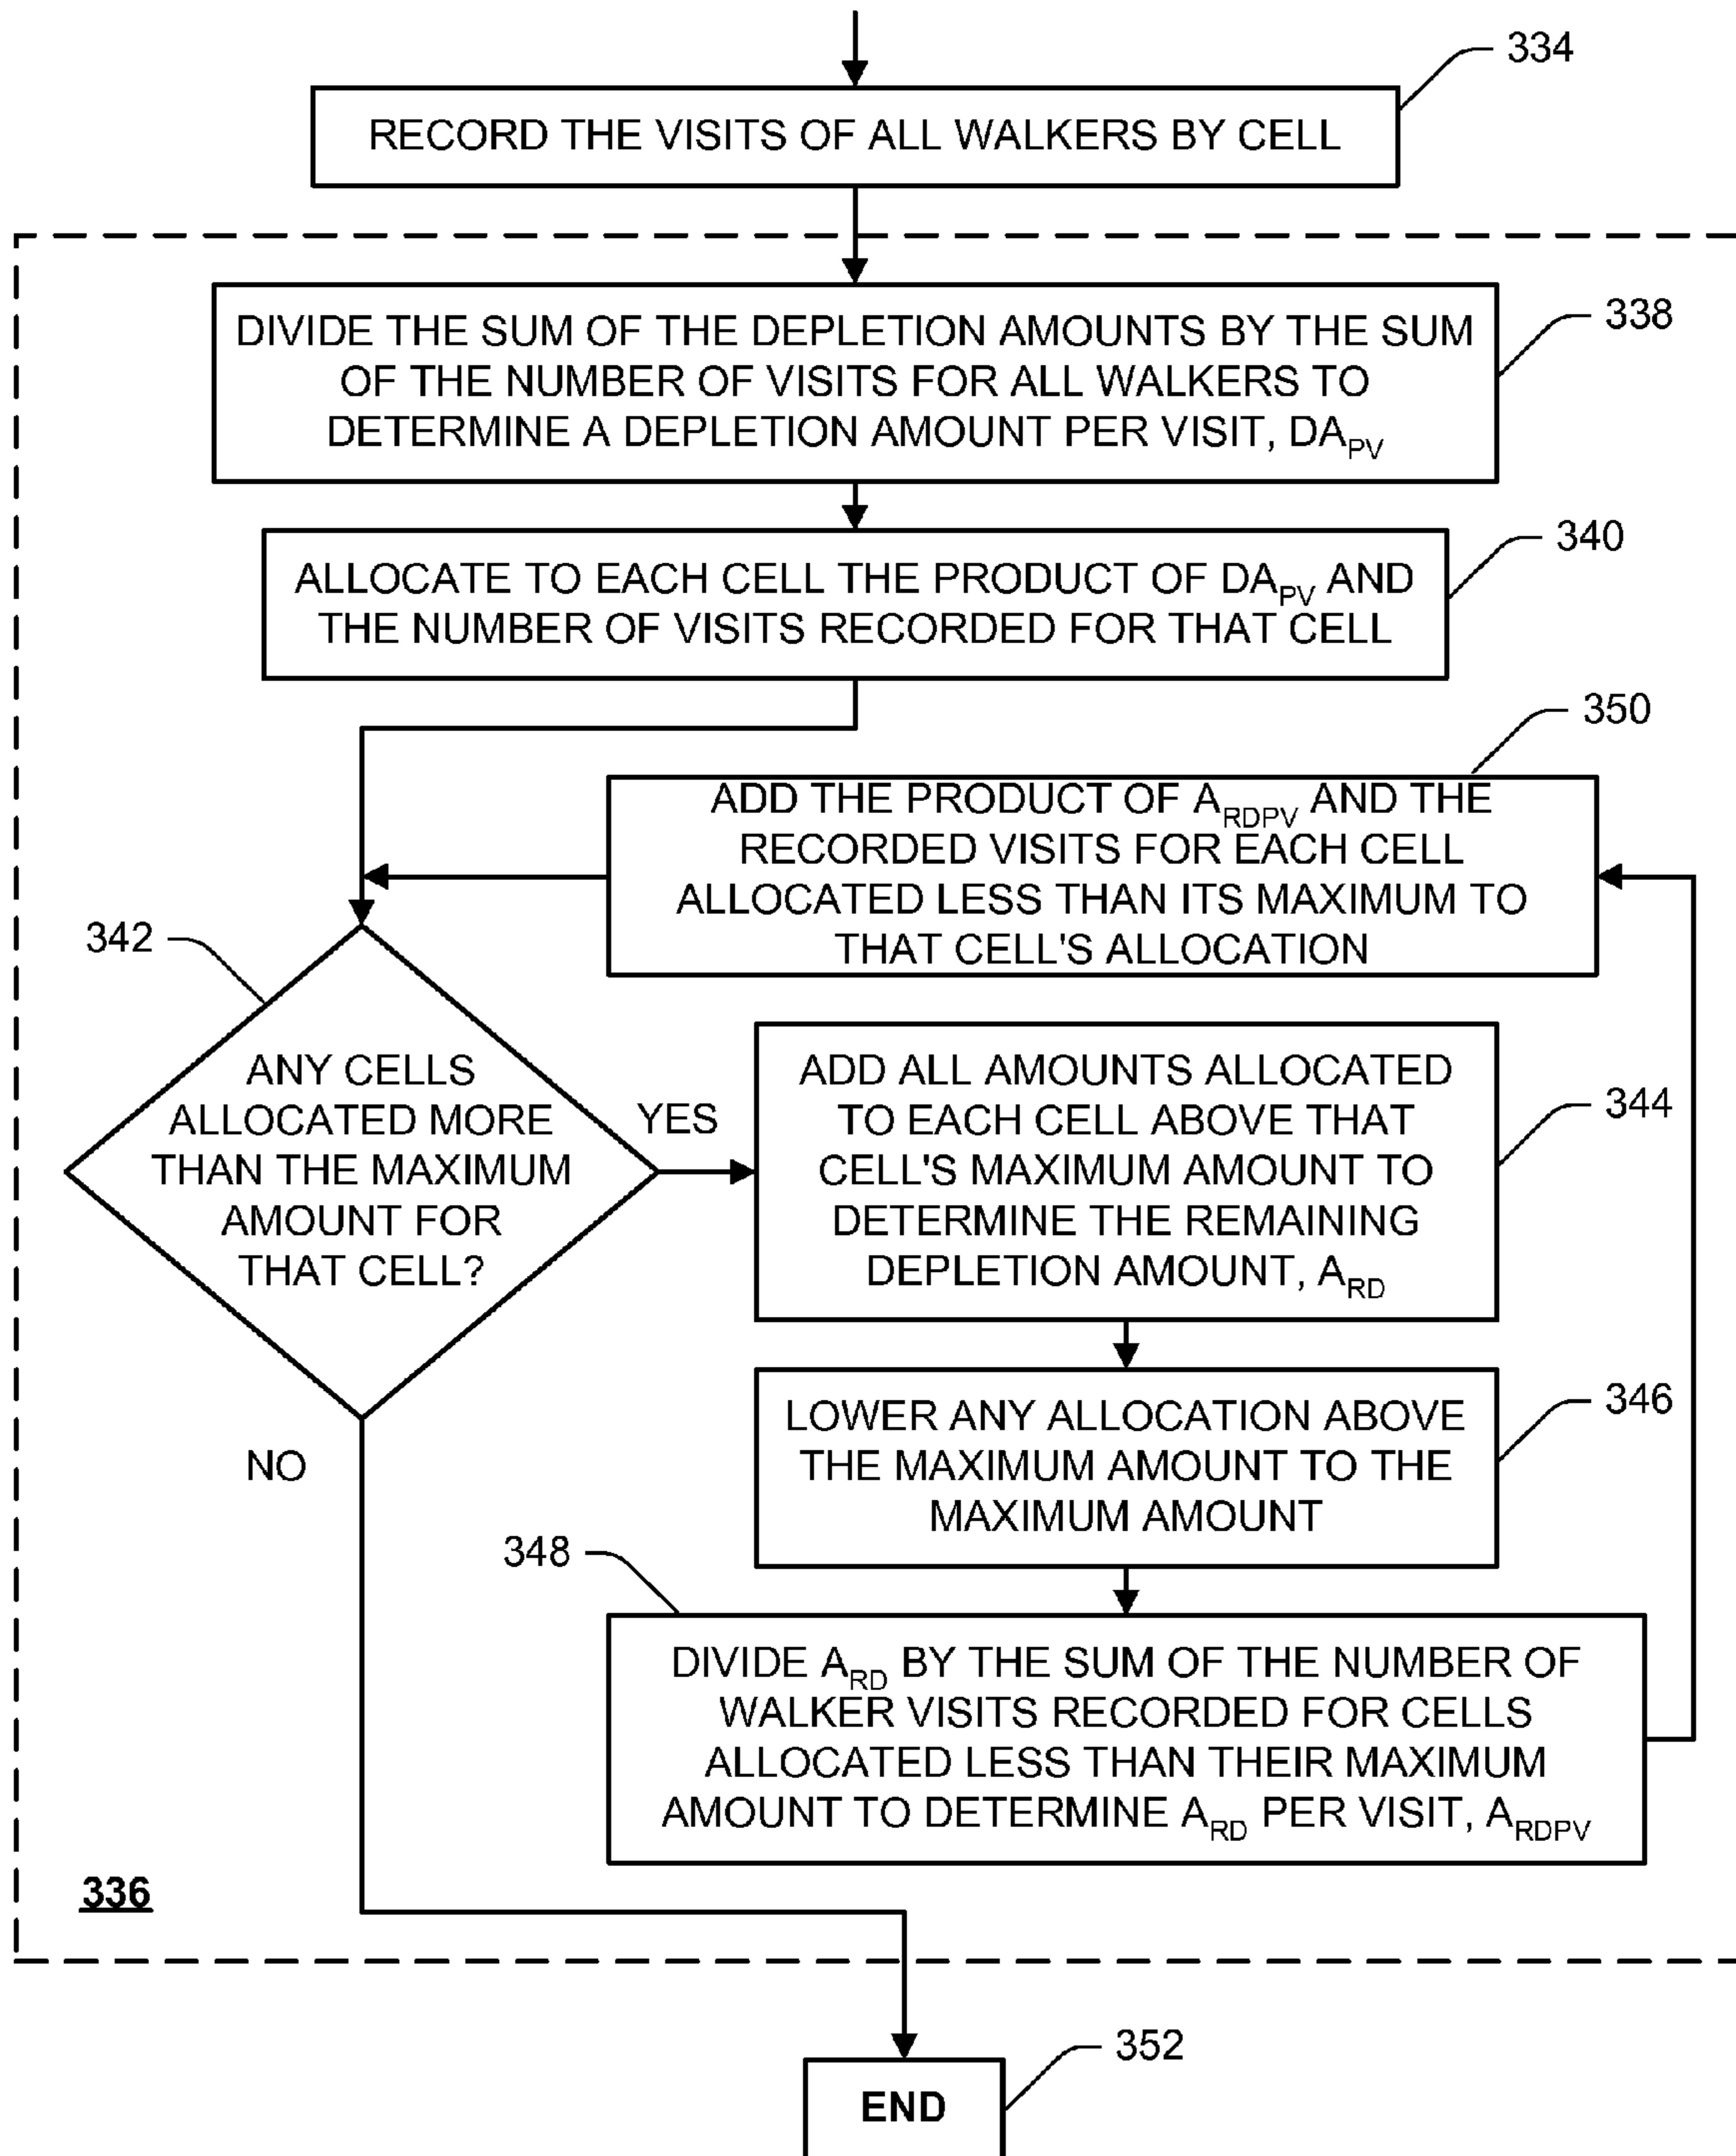 334
RECORD THE VISITS OF ALL WALKERS BY CELL
338
DIVIDE THE SUM OF THE DEPLETION AMOUNTS BY THE SUM
OF THE NUMBER OF VISITS FOR ALL WALKERS TO
DETERMINE A DEPLETION AMOUNT PER VISIT, DA_PV
340
ALLOCATE TO EACH CELL THE PRODUCT OF DA_PV AND
THE NUMBER OF VISITS RECORDED FOR THAT CELL
350
ADD THE PRODUCT OF A_RDPV AND THE
RECORDED VISITS FOR EACH CELL
ALLOCATED LESS THAN ITS MAXIMUM TO
THAT CELL'S ALLOCATION
342
ANY CELLS
ALLOCATED MORE
THAN THE MAXIMUM
AMOUNT FOR
THAT CELL?
YES
344
ADD ALL AMOUNTS ALLOCATED
TO EACH CELL ABOVE THAT
CELL'S MAXIMUM AMOUNT TO
DETERMINE THE REMAINING
DEPLETION AMOUNT, A_RD
346
LOWER ANY ALLOCATION ABOVE
THE MAXIMUM AMOUNT TO THE
MAXIMUM AMOUNT
NO
348
DIVIDE A_RD BY THE SUM OF THE NUMBER OF
WALKER VISITS RECORDED FOR CELLS
ALLOCATED LESS THAN THEIR MAXIMUM
AMOUNT TO DETERMINE A_RD PER VISIT, A_RDPV
336
352
END